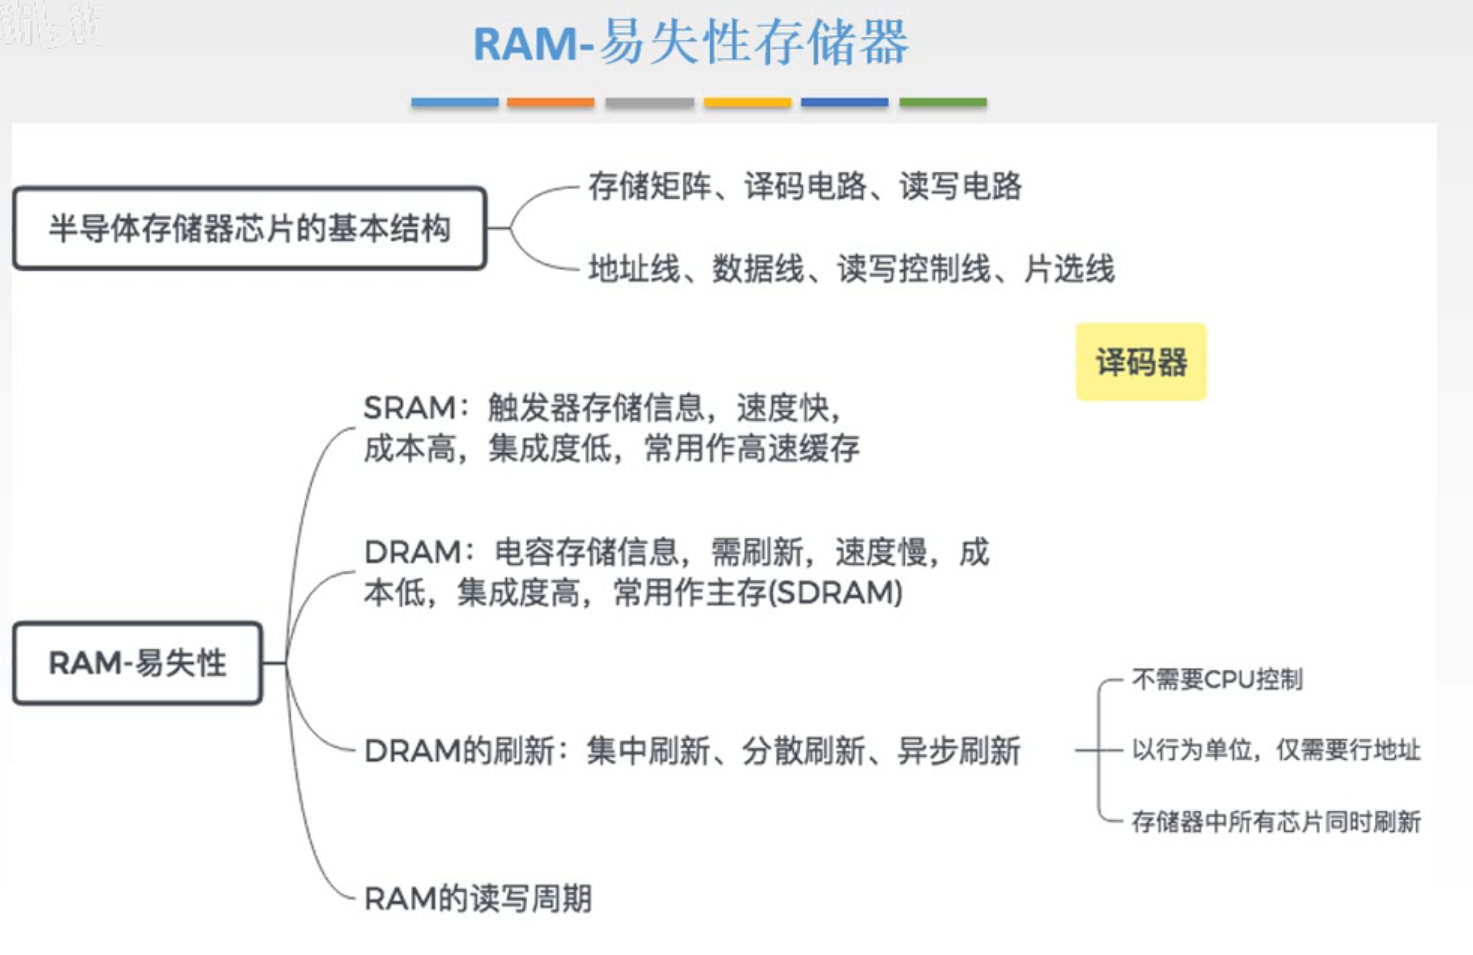 RAM-易失性存储器
半导体存储器芯片的基本结构
存储矩阵、译码电路、读写电路
地址线、数据线、读写控制线、片选线
译码器
RAM-易失性
SRAM：触发器存储信息，速度快，
成本高，集成度低，常用作高速缓存
DRAM：电容存储信息，需刷新，速度慢，成
本低，集成度高，常用作主存(SDRAM)
DRAM的刷新：集中刷新、分散刷新、异步刷新
不需要CPU控制
以行为单位，仅需要行地址
存储器中所有芯片同时刷新
RAM的读写周期